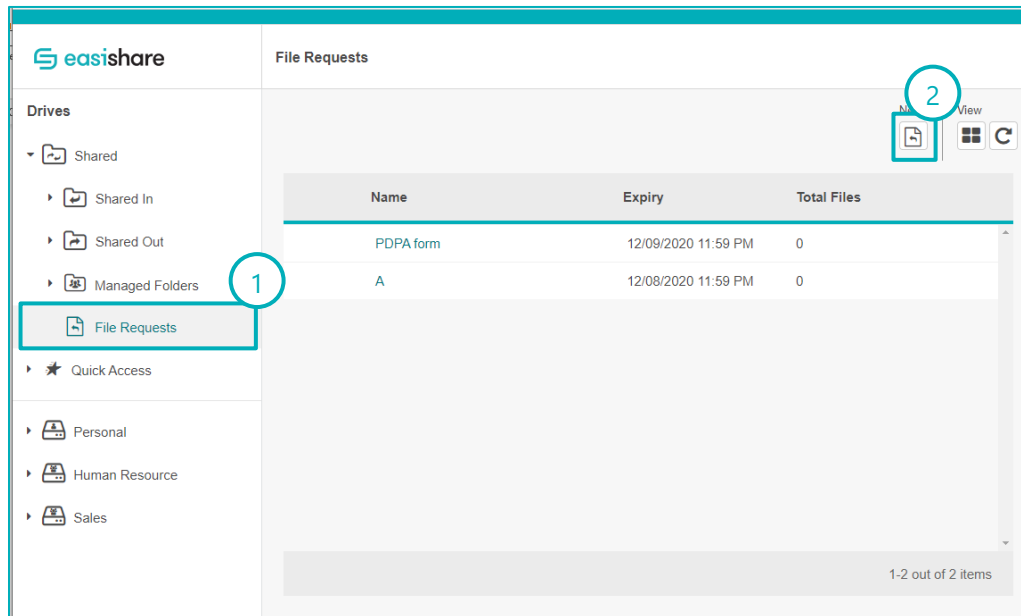 easishare
File Requests
Drives
2
View
Shared
Shared In
Name
Expiry
Total Files
Shared Out
PDPA form
12/09/2020 11:59 PM
0
Managed Folders
1
A
12/08/2020 11:59 PM
0
File Requests
Quick Access
Personal
Human Resource
Sales
1-2 out of 2 items